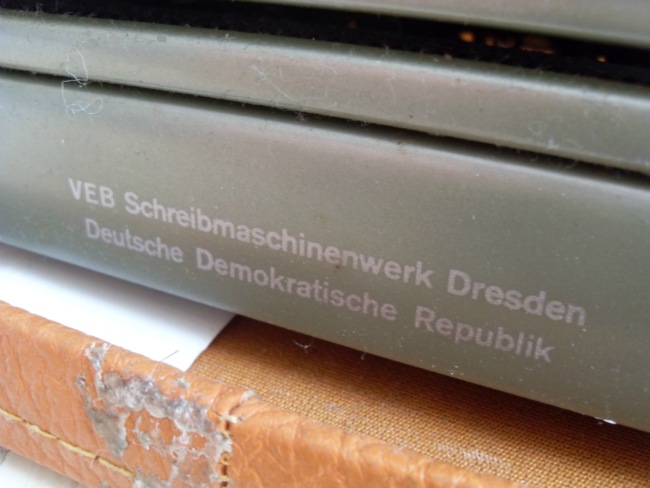 VEB Schreibmaschinenwerk Dresden
Deutsche Demokratische Republik